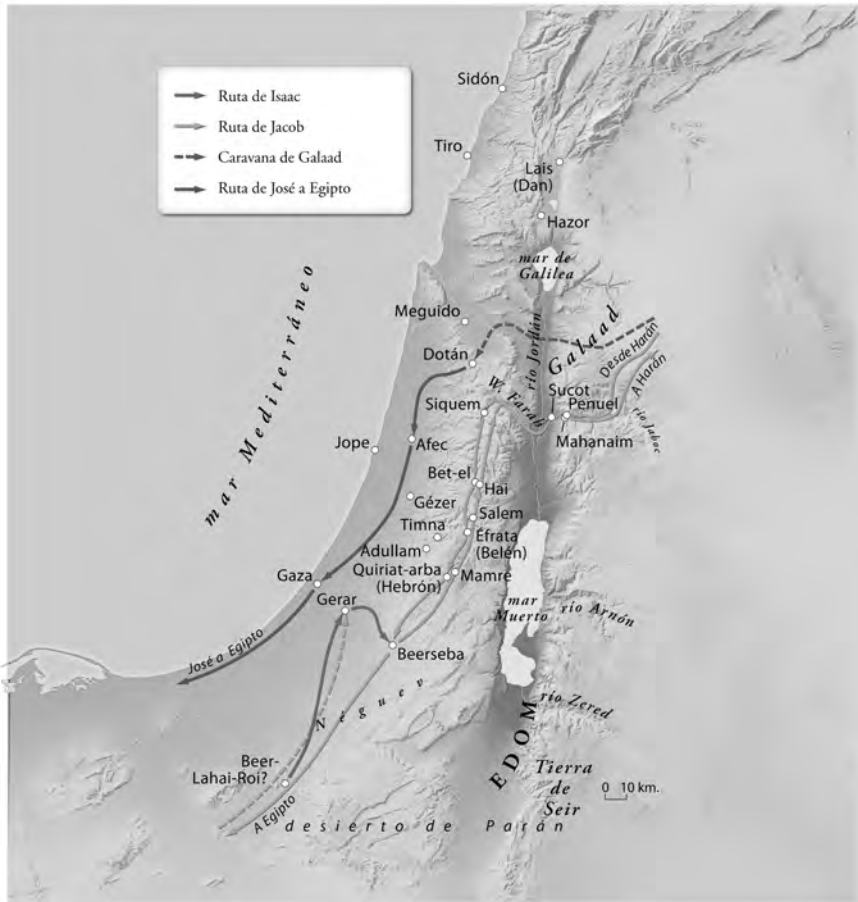 Ruta de Isaac
Ruta de Jacob
Caravana de Galaad
Ruta de José a Egipto
Sidón
Tiro
Lais
(Dan)
Hazor
mar de
Galilea
mar Mediterráneo
Meguido
río Jordán
Galaad
Dotán
Desde Harán
A Harán
W. Farah
Sucot
Siquem
Penuel
río Jaboc
Mahanaim
Jope
Afec
Bet-el
Hai
Gézer
Salem
Timna
Éfrata
(Belén)
Adullam
Quiriat-arba
(Hebrón)
Mamré
Gaza
Gerar
mar
Muerto
río Arnón
José a Egipto
Beerseba
Néguev
río Zered
EDOM
Beer-
Lahai-Roi?
Tierra
de
Seir
0 10 km.
A Egipto
desierto de Parán